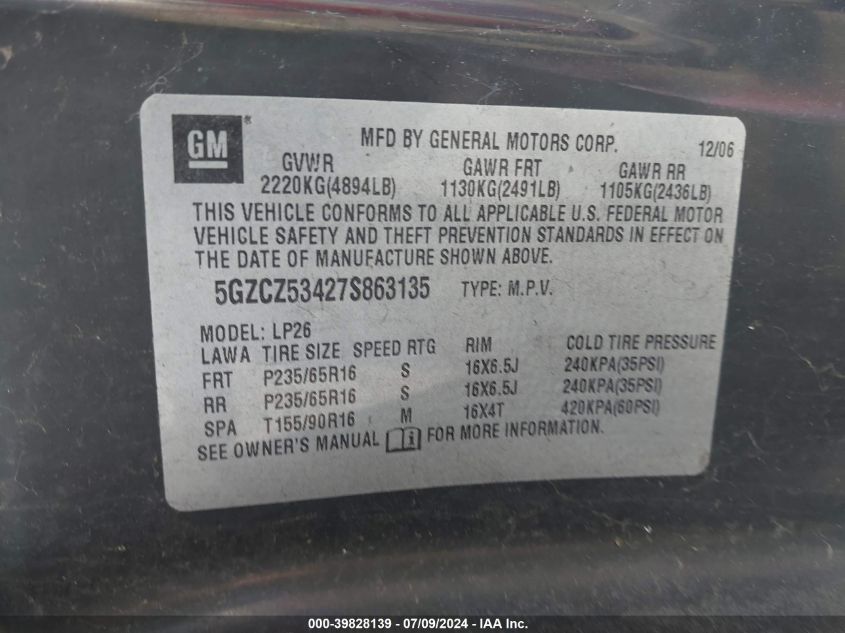 GM ®
MFD BY GENERAL MOTORS CORP. 12/06
GVWR GAWR FRT GAWR RR
2220KG(4894LB) 1130KG(2491LB) 1105KG(2436LB)
THIS VEHICLE CONFORMS TO ALL APPLICABLE U.S. FEDERAL MOTOR
VEHICLE SAFETY AND THEFT PREVENTION STANDARDS IN EFFECT ON
THE DATE OF MANUFACTURE SHOWN ABOVE.
5GZCZ53427S863135 TYPE: M.P.V.
MODEL: LP26
LAWA TIRE SIZE SPEED RTG RIM COLD TIRE PRESSURE
FRT P235/65R16 S 16X6.5J 240KPA(35PSI)
RR P235/65R16 S 16X6.5J 240KPA(35PSI)
SPA T155/90R16 M 16X4T 420KPA(60PSI)
SEE OWNER'S MANUAL i FOR MORE INFORMATION.
000-39828139 - 07/09/2024 - IAA Inc.